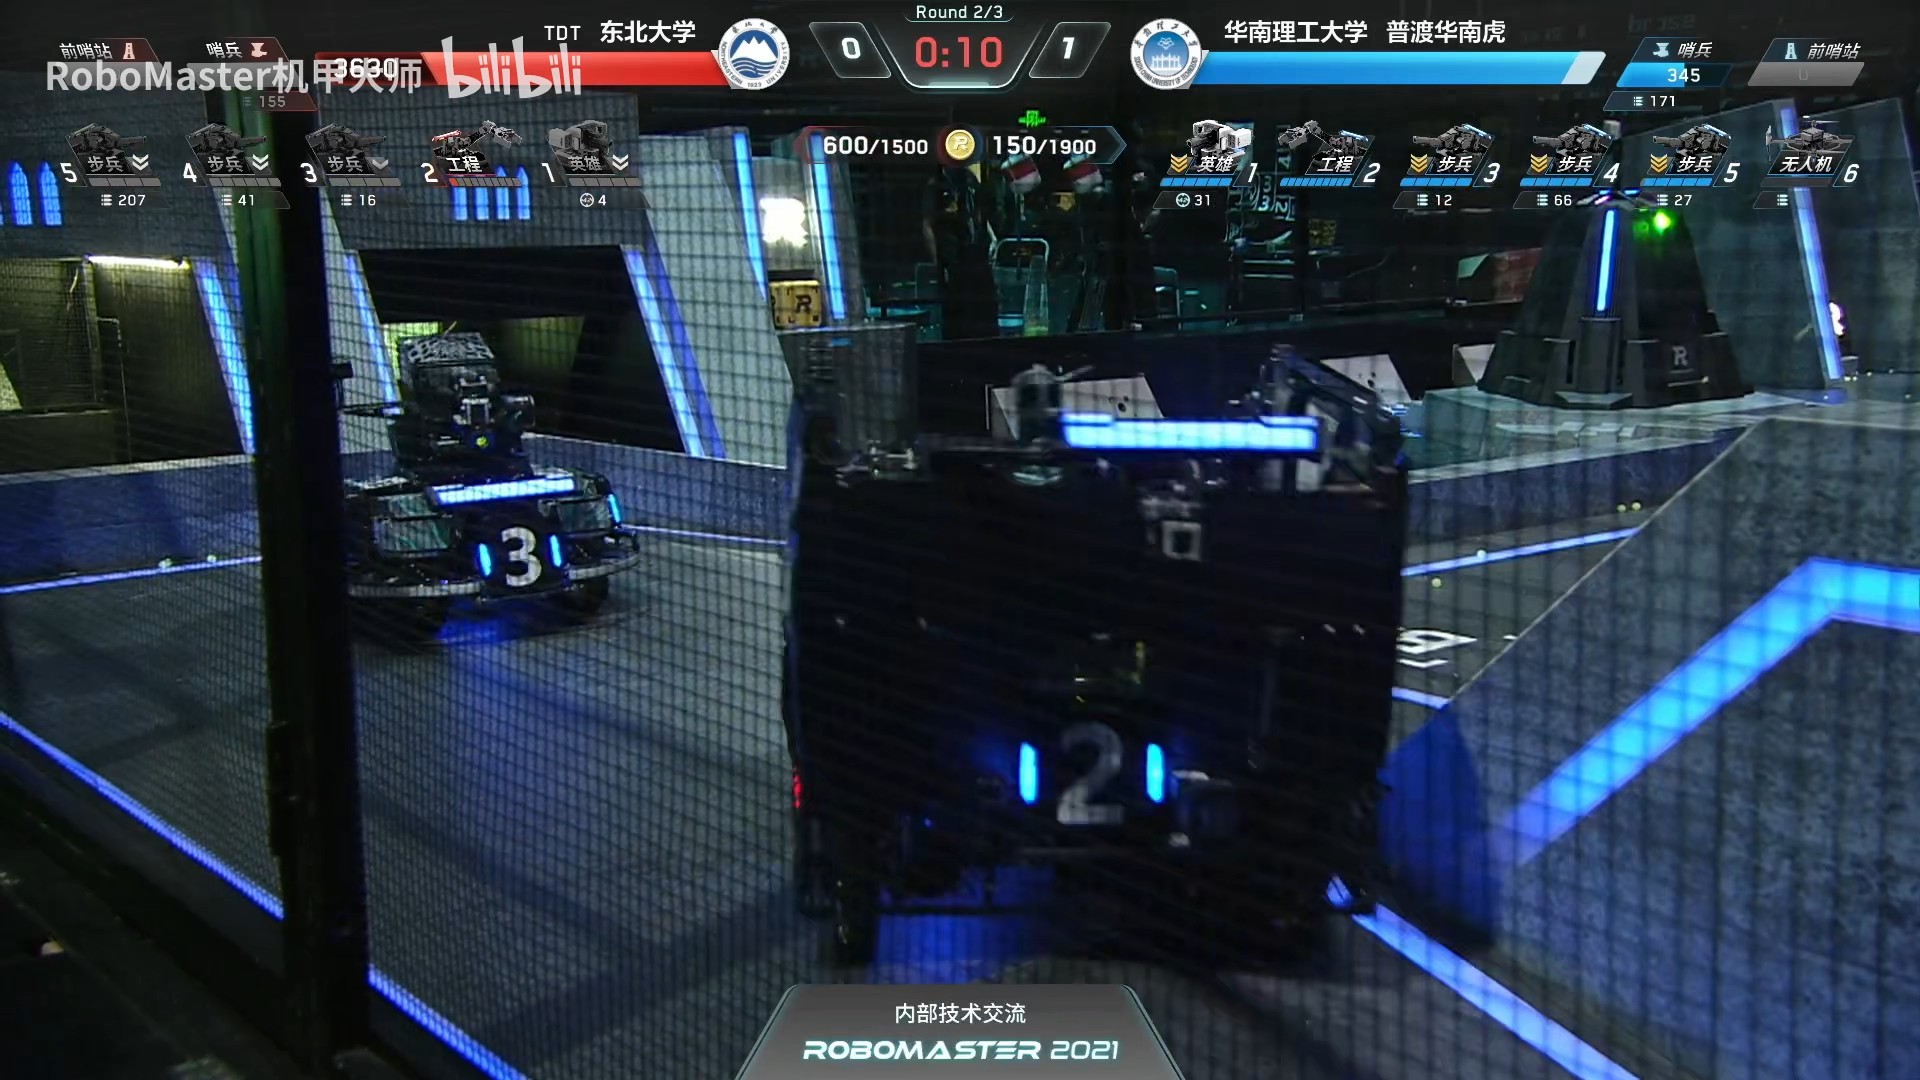 Round 2/3
TDT 东北大学
0
0:10
1
华南理工大学 普渡华南虎
前哨站
哨兵
3630
RoboMaster机甲大师
bilibili
哨兵
345
前哨站
0
155
171
600/1500
150/1900
5 步兵
4 步兵
3 步兵
2 工程
1 英雄
英雄 1
工程 2
步兵 3
步兵 4
步兵 5
无人机 6
207
41
16
4
31
12
66
27
R
R
3
2
内部技术交流
ROBOMASTER 2021